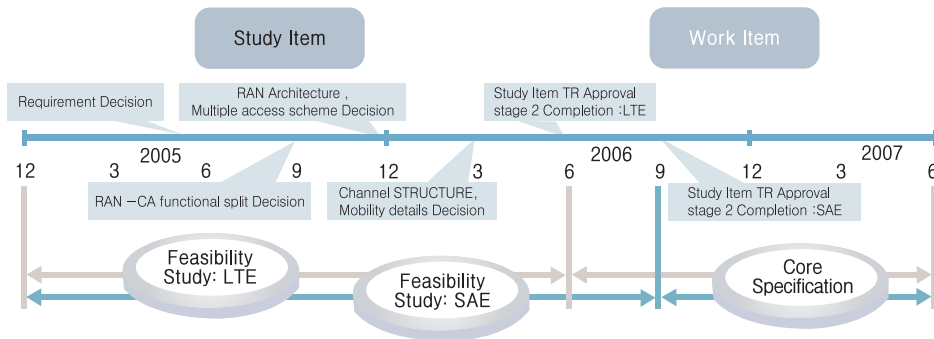 Study Item
Work Item
Requirement Decision
RAN Architecture ,
Multiple access scheme Decision
Study Item TR Approval
stage 2 Completion :LTE
2005
2006
2007
12
3
6
9
12
3
6
9
12
3
6
RAN –CA functional split Decision
Channel STRUCTURE,
Mobility details Decision
Study Item TR Approval
stage 2 Completion :SAE
Feasibility
Study: LTE
Feasibility
Study: SAE
Core
Specification